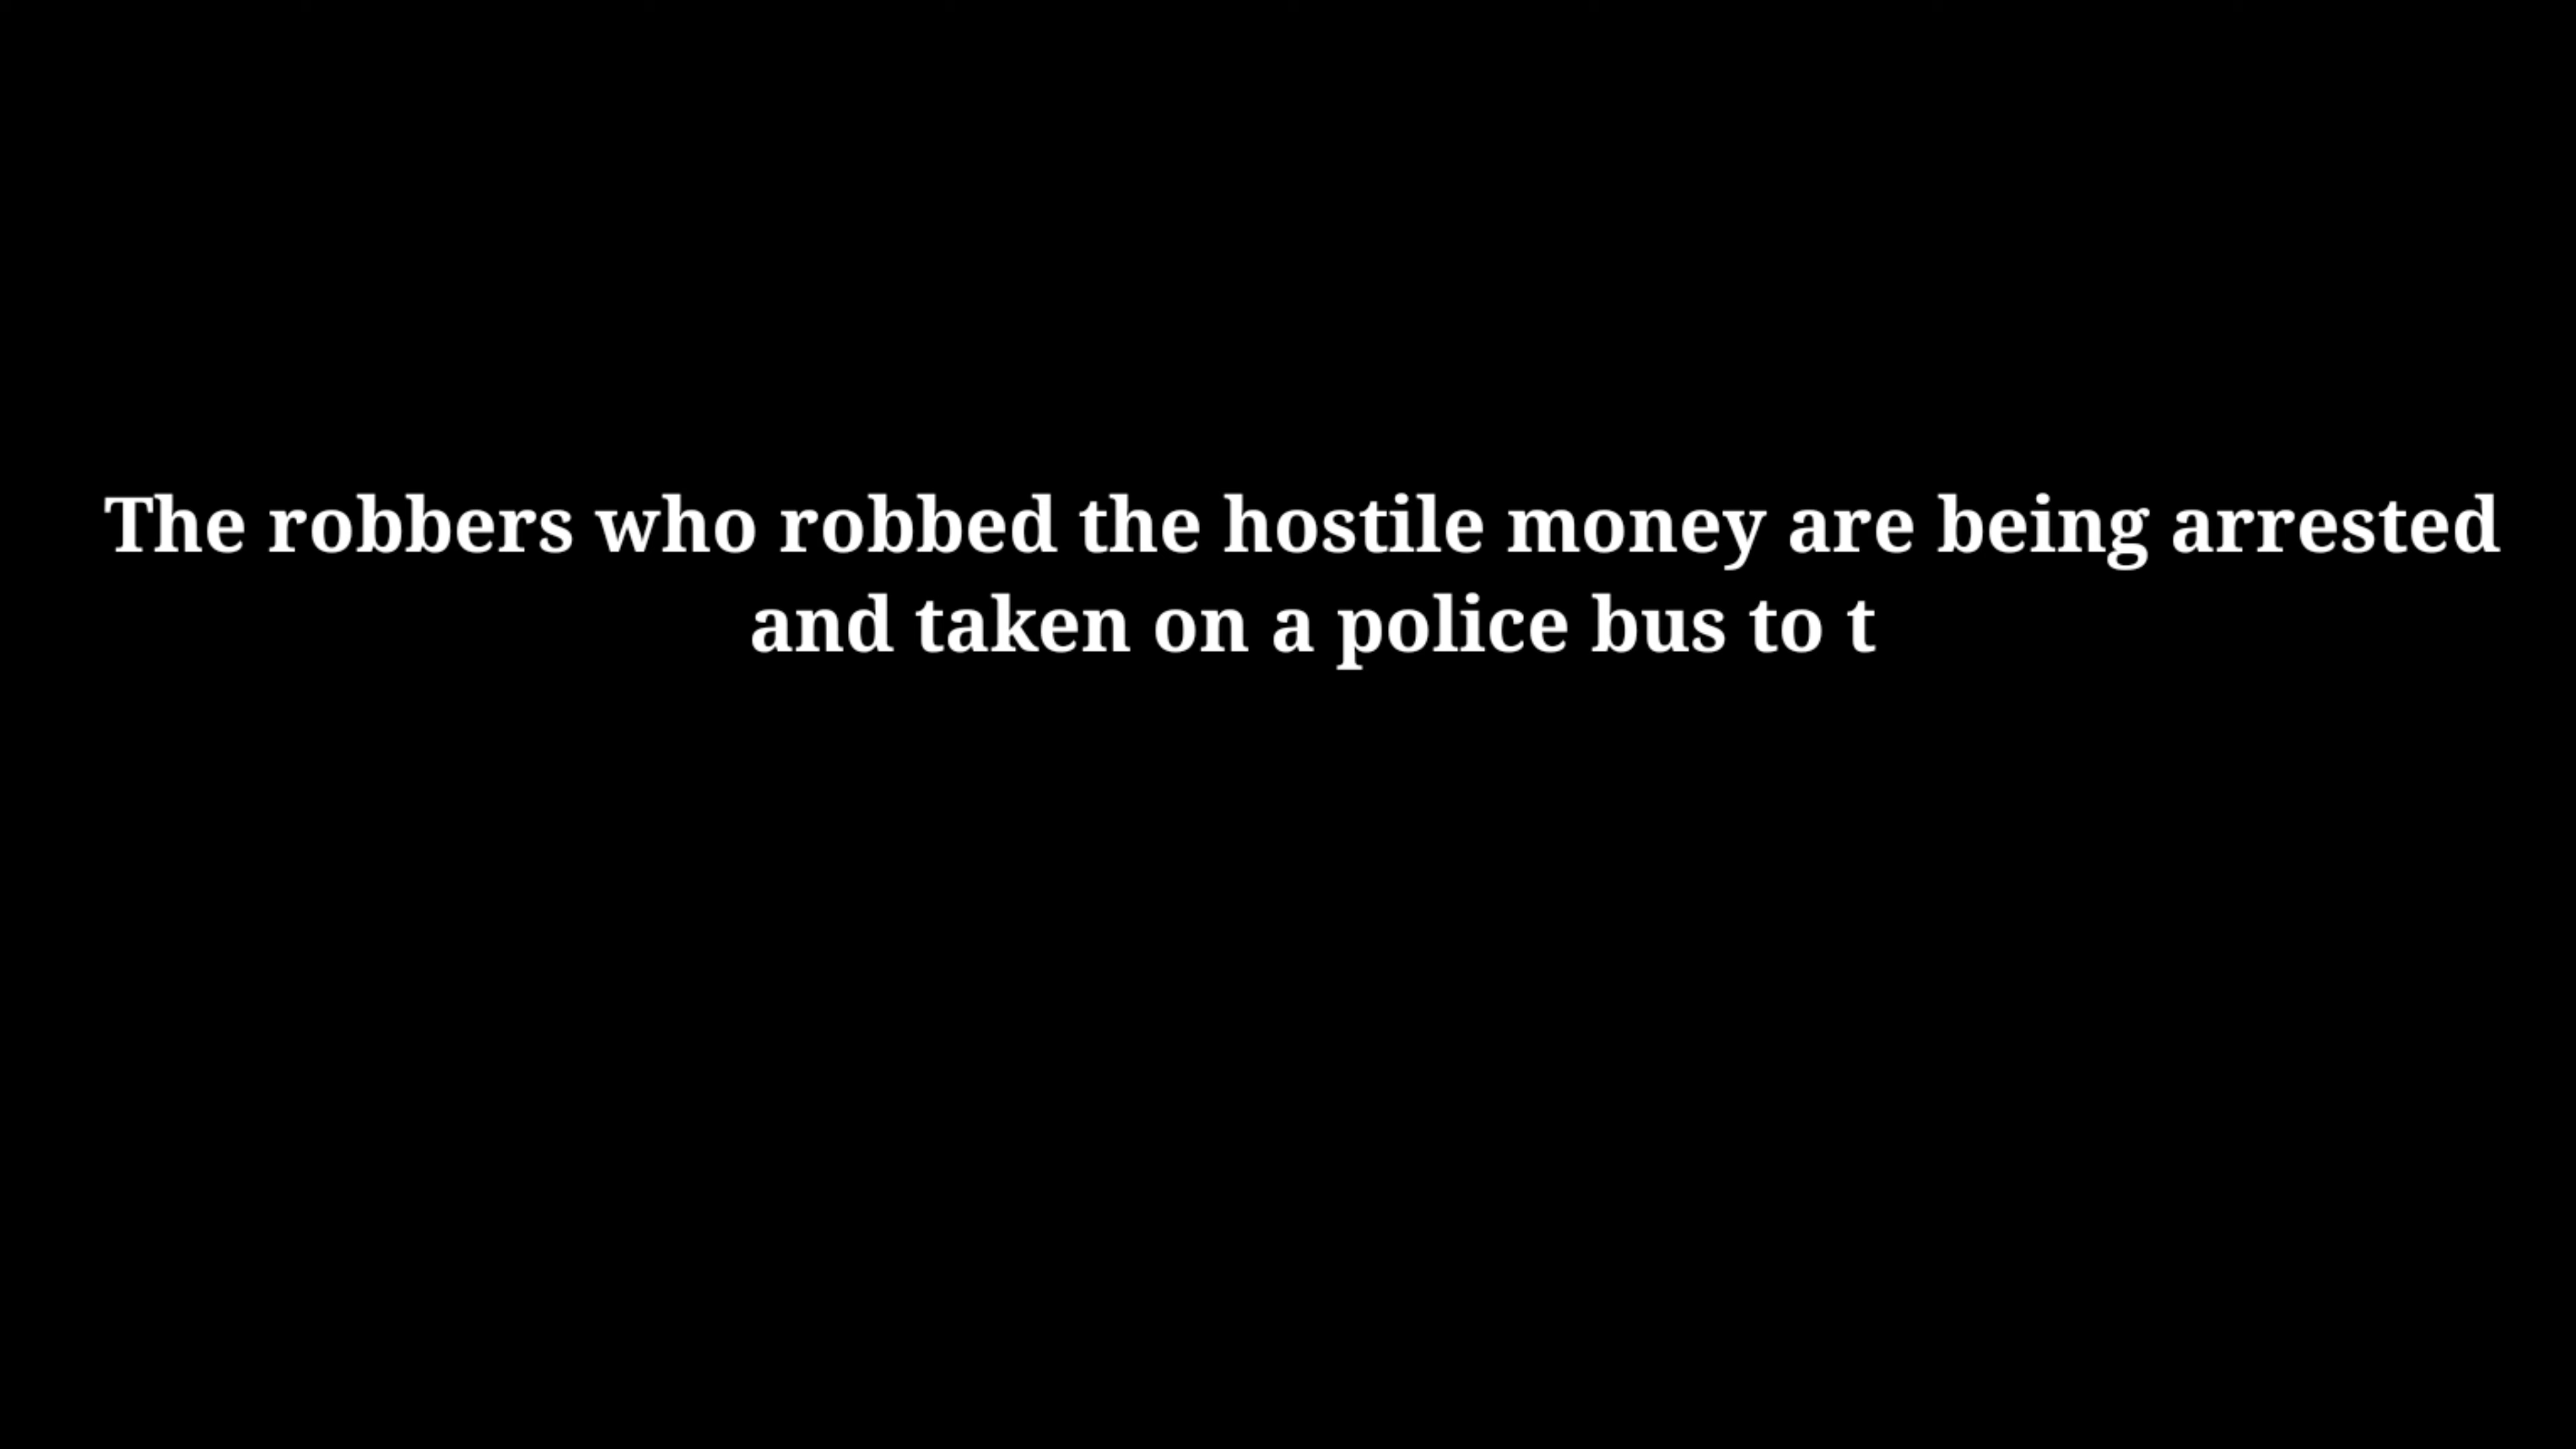 The robbers who robbed the hostile money are being arrested
and taken on a police bus to t